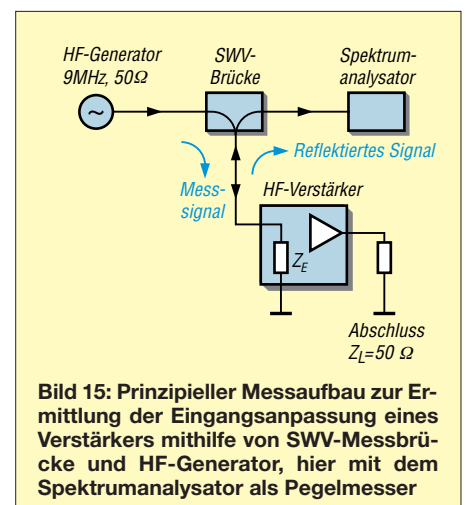 HF-Generator
9MHz, 50Ω
SWV-
Brücke
Spektrum-
analysator
~
Reflektiertes Signal
Mess-
signal
HF-Verstärker
Z_E
Abschluss
Z_L=50 Ω
Bild 15: Prinzipieller Messaufbau zur Er-
mittlung der Eingangsanpassung eines
Verstärkers mithilfe von SWV-Messbrü-
cke und HF-Generator, hier mit dem
Spektrumanalysator als Pegelmesser